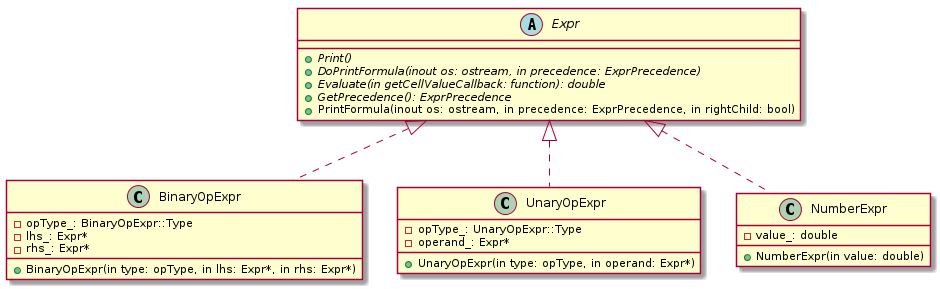 A Expr
Print()
DoPrintFormula(inout os: ostream, in precedence: ExprPrecedence)
Evaluate(in getCellValueCallback: function): double
GetPrecedence(): ExprPrecedence
PrintFormula(inout os: ostream, in precedence: ExprPrecedence, in rightChild: bool)
C BinaryOpExpr
opType_: BinaryOpExpr::Type
lhs_: Expr*
rhs_: Expr*
BinaryOpExpr(in type: opType, in lhs: Expr*, in rhs: Expr*)
C UnaryOpExpr
opType_: UnaryOpExpr::Type
operand_: Expr*
UnaryOpExpr(in type: opType, in operand: Expr*)
C NumberExpr
value_: double
NumberExpr(in value: double)